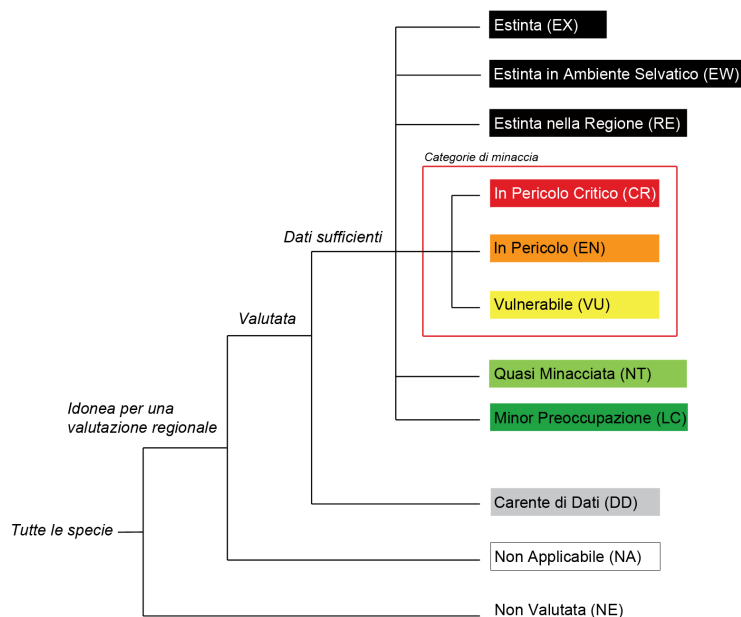 Estinta (EX)
Estinta in Ambiente Selvatico (EW)
Estinta nella Regione (RE)
Categorie di minaccia
In Pericolo Critico (CR)
Dati sufficienti
In Pericolo (EN)
Vulnerabile (VU)
Valutata
Quasi Minacciata (NT)
Idonea per una
valutazione regionale
Minor Preoccupazione (LC)
Carente di Dati (DD)
Tutte le specie
Non Applicabile (NA)
Non Valutata (NE)